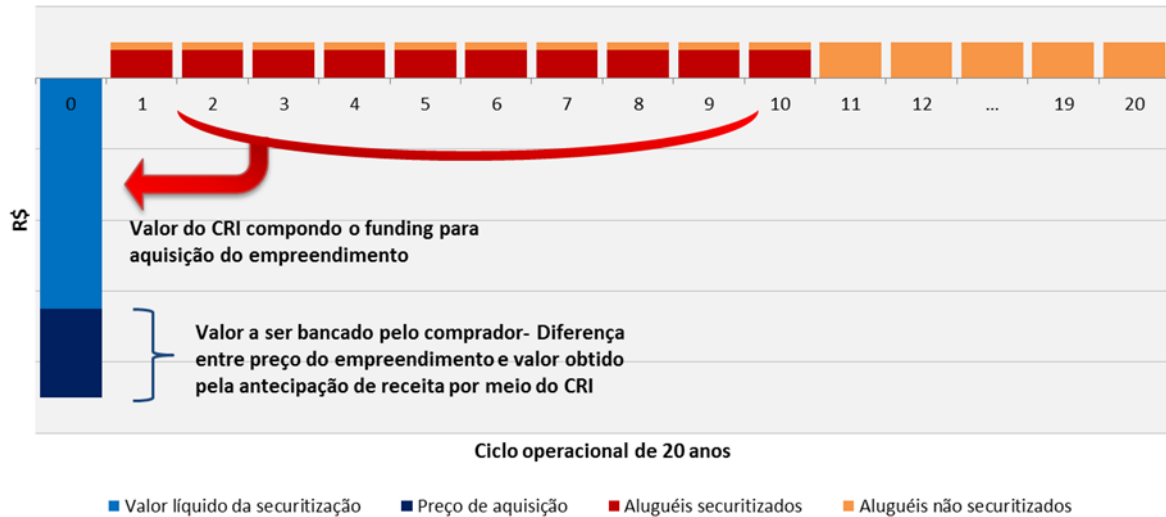 0 1 2 3 4 5 6 7 8 9 10 11 12 ... 19 20
R$
Valor do CRI compondo o funding para
aquisição do empreendimento
Valor a ser bancado pelo comprador- Diferença
entre preço do empreendimento e valor obtido
pela antecipação de receita por meio do CRI
Ciclo operacional de 20 anos
Valor líquido da securitização Preço de aquisição Aluguéis securitizados Aluguéis não securitizados